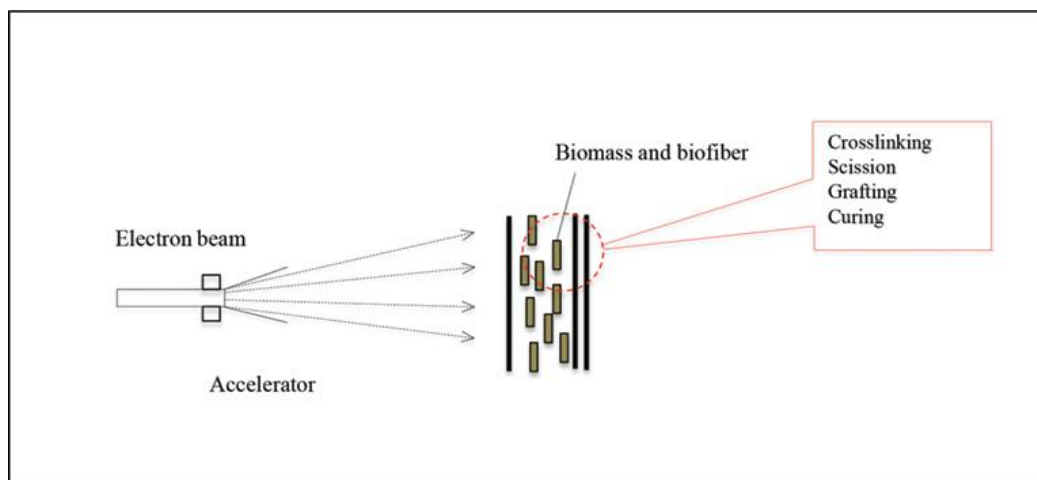 Biomass and biofiber
Crosslinking
Scission
Grafting
Curing
Electron beam
Accelerator